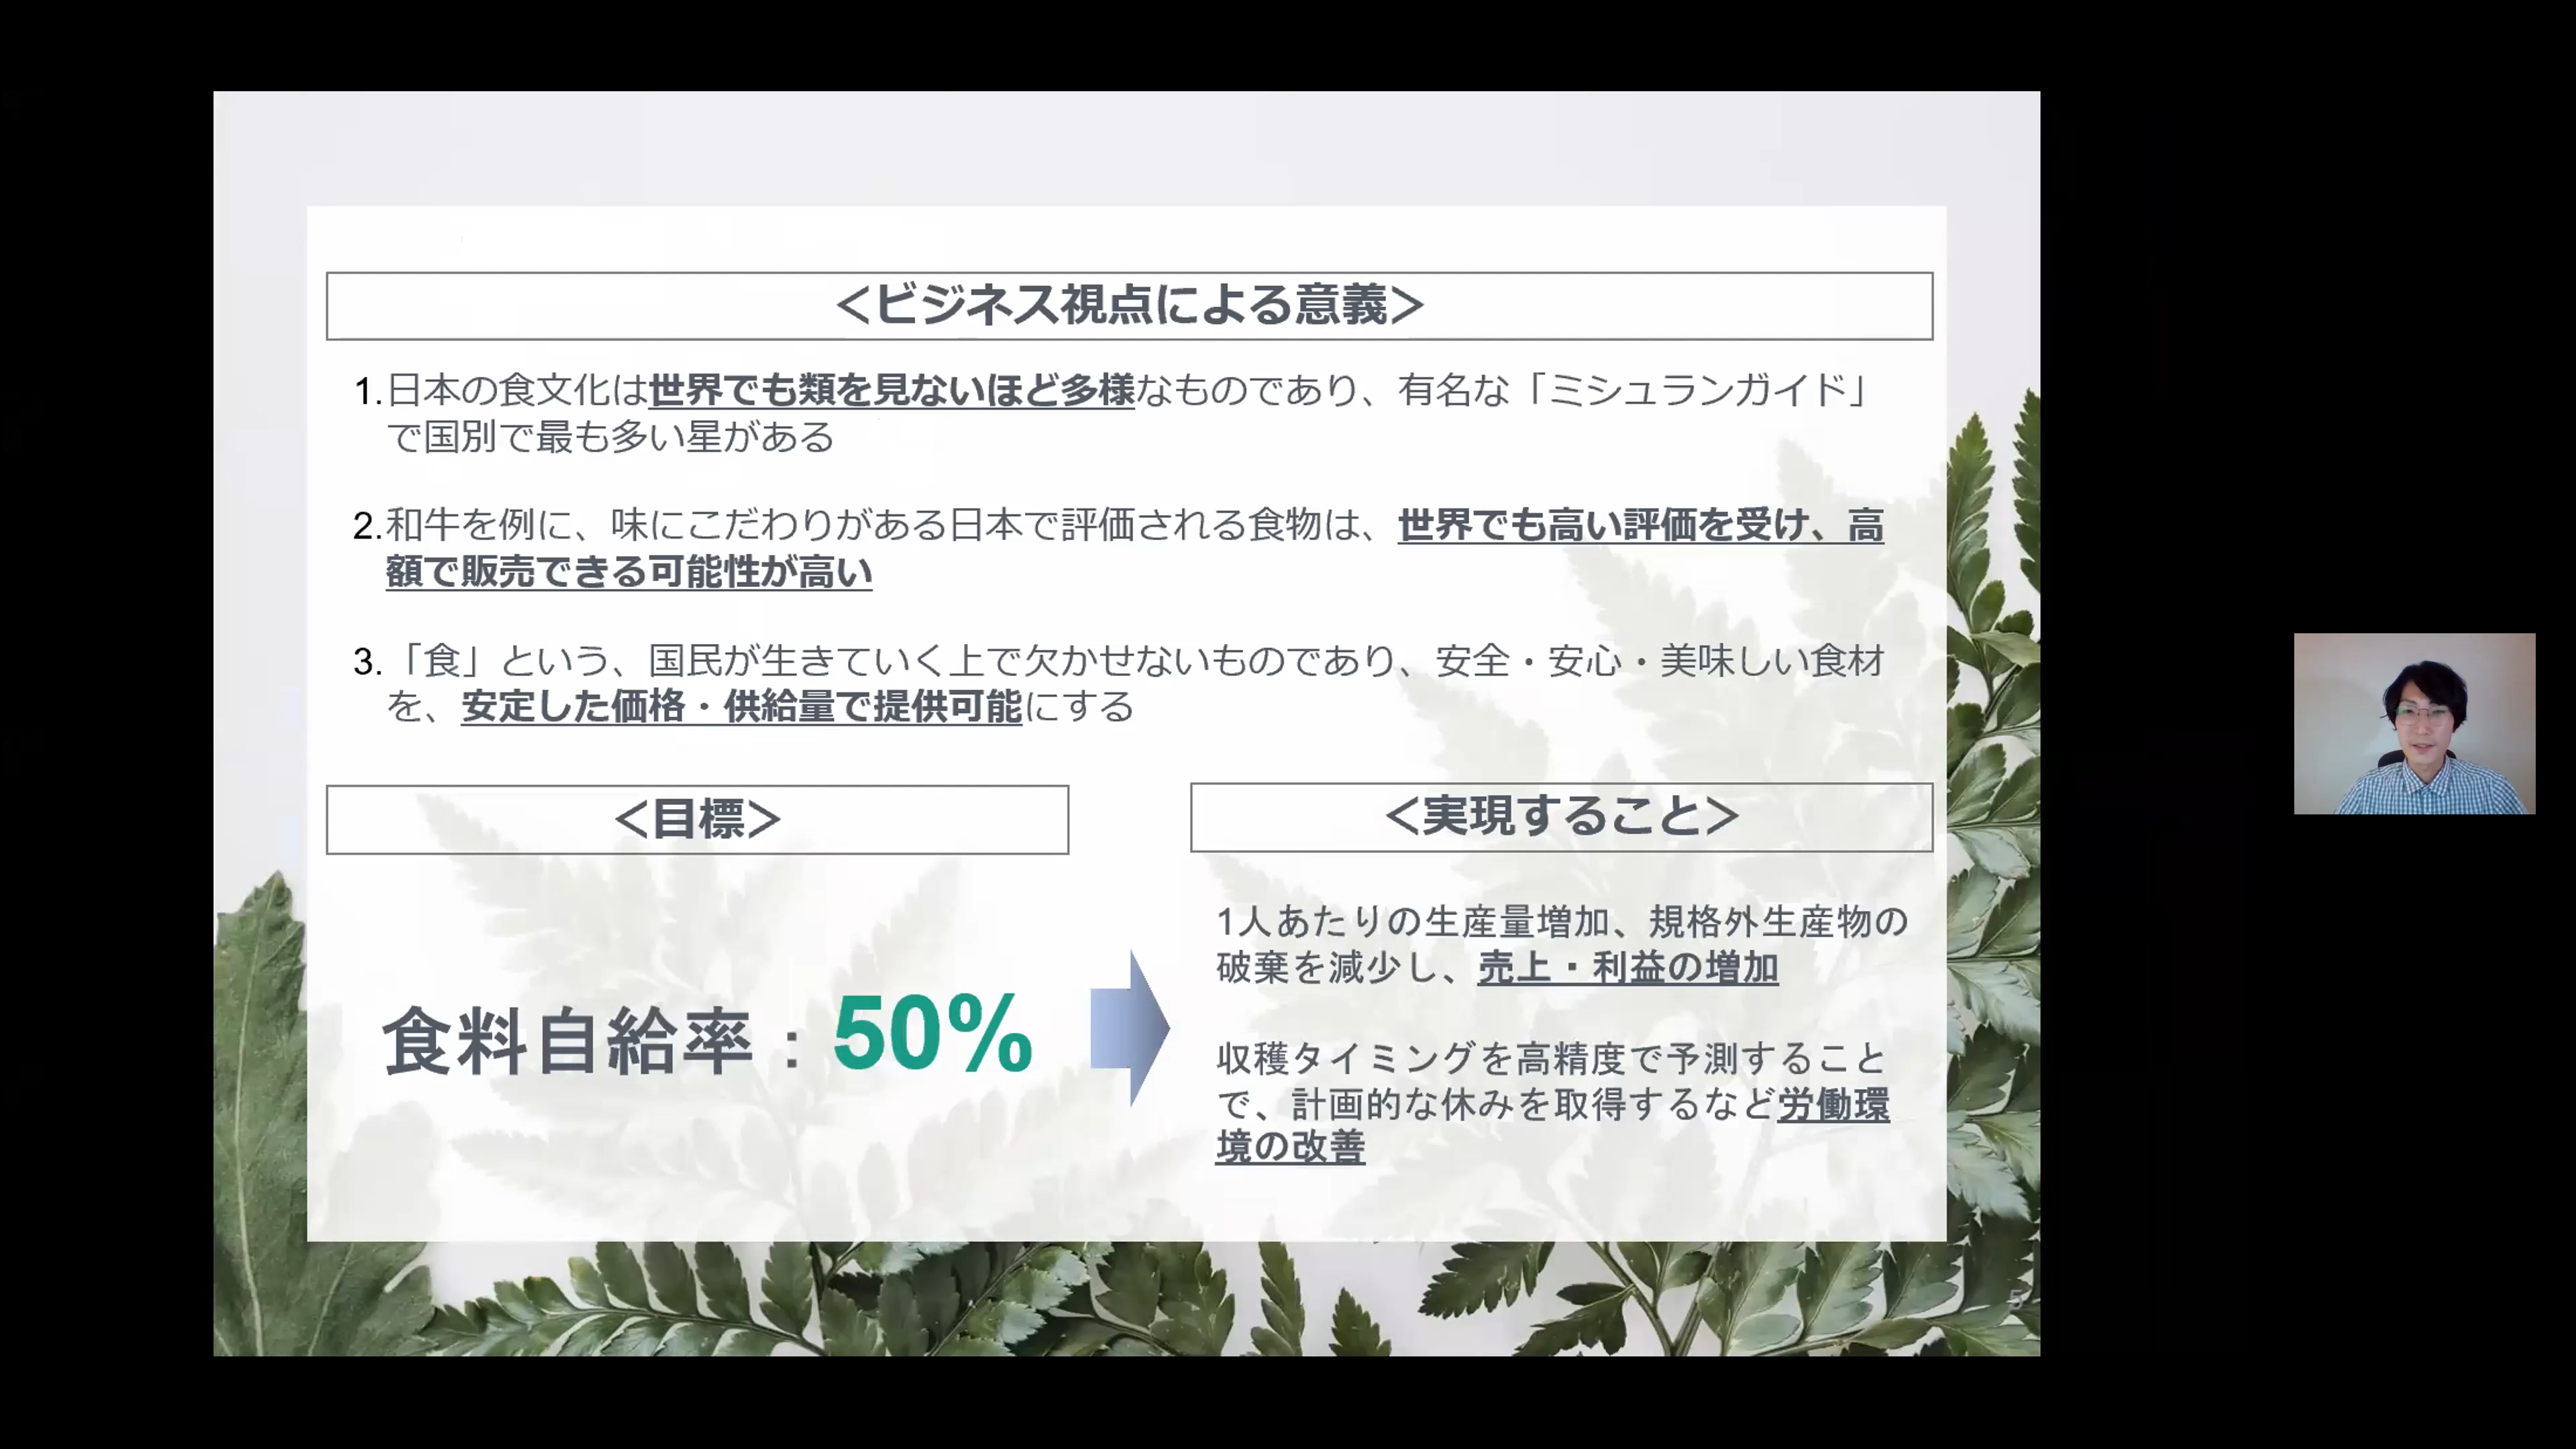 ＜ビジネス視点による意義＞
1.日本の食文化は世界でも類を見ないほど多様なものであり、有名な「ミシュランガイド」
で国別で最も多い星がある
2.和牛を例に、味にこだわりがある日本で評価される食物は、世界でも高い評価を受け、高
額で販売できる可能性が高い
3.「食」という、国民が生きていく上で欠かせないものであり、安全・安心・美味しい食材
を、安定した価格・供給量で提供可能にする
＜目標＞
食料自給率：50%
＜実現すること＞
1人あたりの生産量増加、規格外生産物の
破棄を減少し、売上・利益の増加
収穫タイミングを高精度で予測すること
で、計画的な休みを取得するなど労働環
境の改善
5